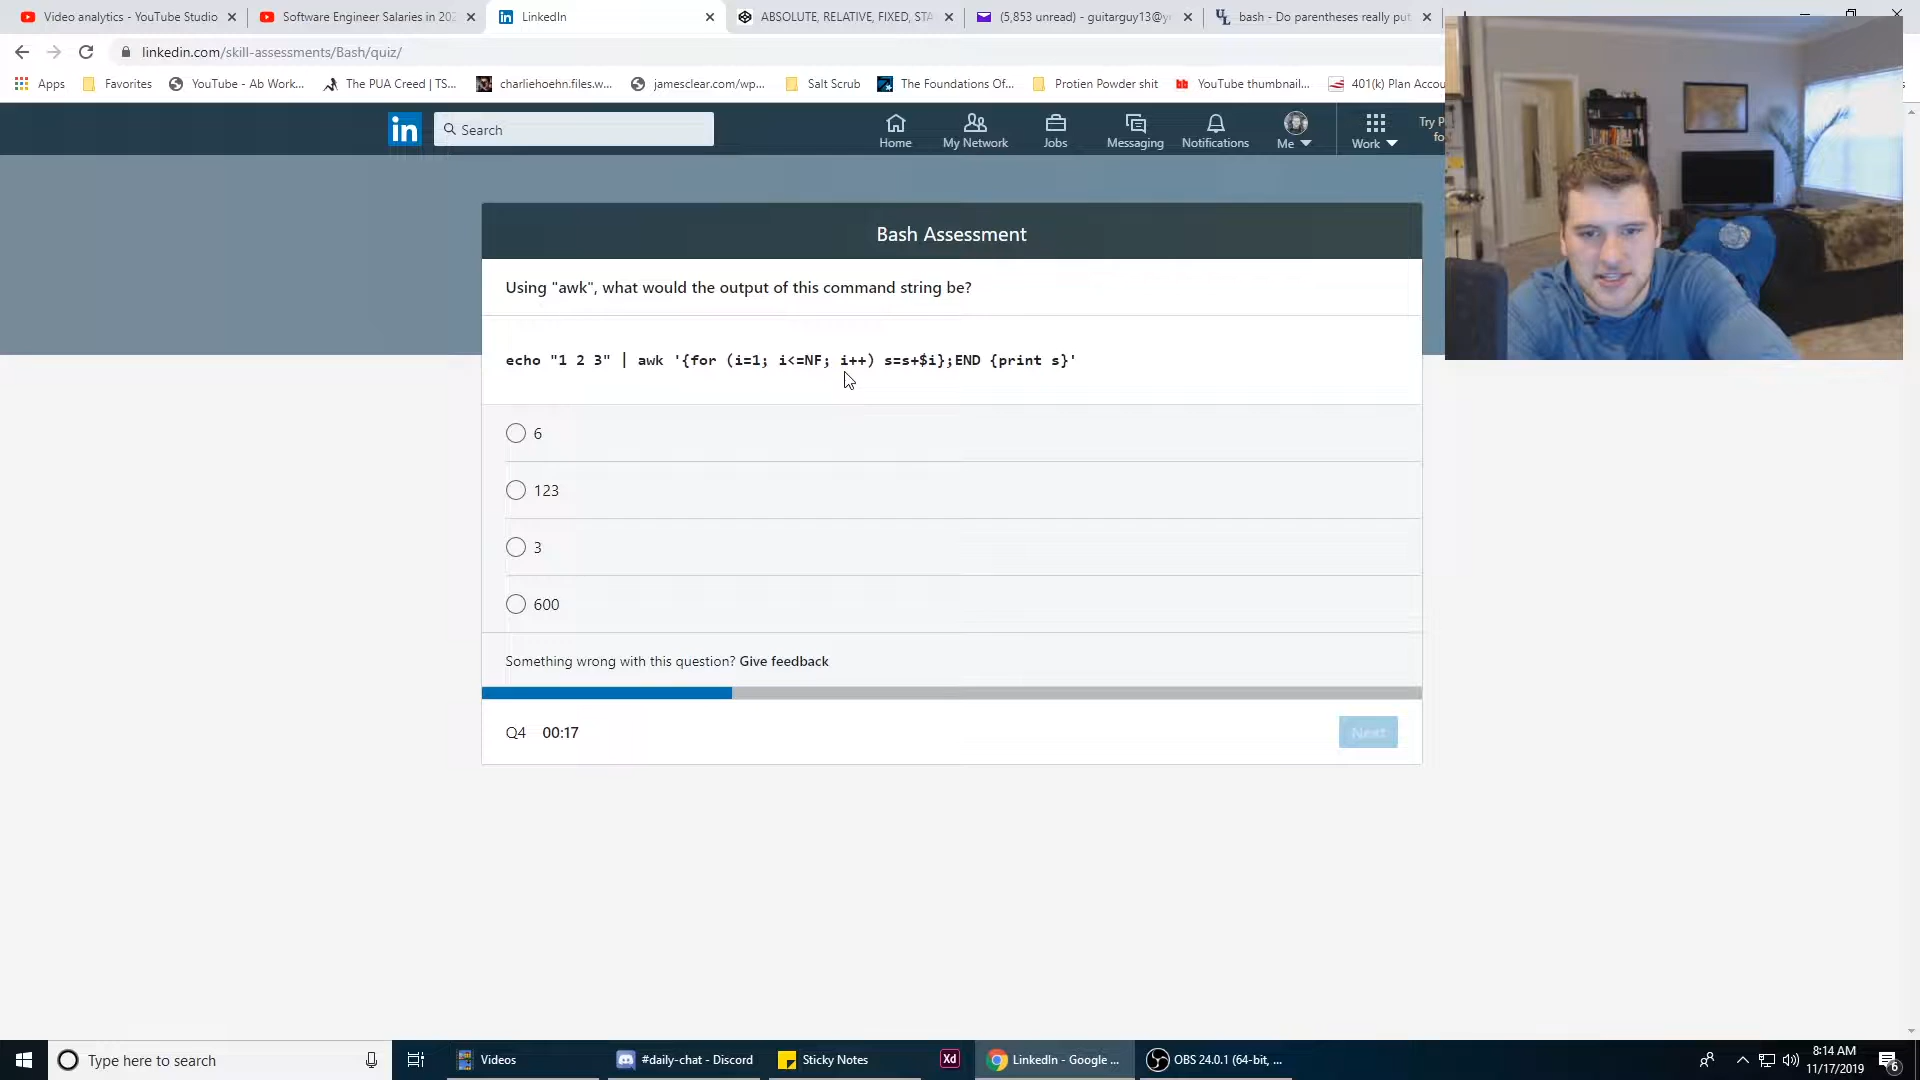 Video analytics - YouTube Studio
Software Engineer Salaries in 202
LinkedIn
ABSOLUTE, RELATIVE, FIXED, STA
(5,853 unread) - guitarguy13@y
bash - Do parentheses really put
linkedin.com/skill-assessments/Bash/quiz/
Apps
Favorites
YouTube - Ab Work...
The PUA Creed | TS...
charliehoehn.files.w...
jamesclear.com/wp...
Salt Scrub
The Foundations Of...
Protien Powder shit
YouTube thumbnail...
401(k) Plan Accou
in
Search
Home
My Network
Jobs
Messaging
Notifications
Me
Work
Try P
fo
Bash Assessment
Using "awk", what would the output of this command string be?
echo "1 2 3" | awk '{for (i=1; i<=NF; i++) s=s+$i};END {print s}'
6
123
3
600
Something wrong with this question? Give feedback
Q4 00:17
Next
Type here to search
Videos
#daily-chat - Discord
Sticky Notes
Xd
LinkedIn - Google ...
OBS 24.0.1 (64-bit, ...
8:14 AM
11/17/2019
6